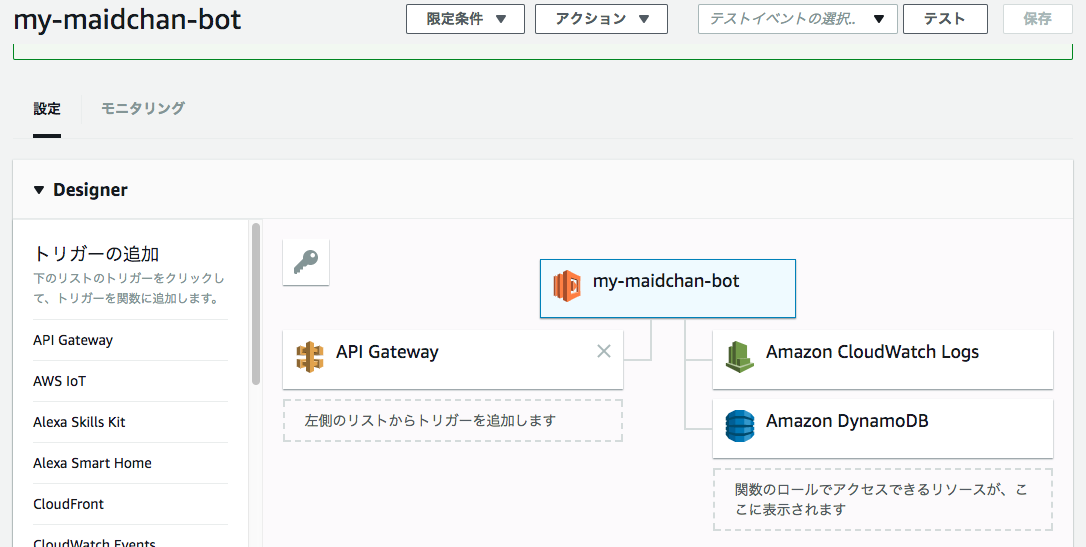 my-maidchan-bot
限定条件
アクション
テストイベントの選択..
テスト
保存
設定
モニタリング
Designer
トリガーの追加
下のリストのトリガーをクリックし
て、トリガーを関数に追加します。
API Gateway
AWS IoT
Alexa Skills Kit
Alexa Smart Home
CloudFront
CloudWatch Events
my-maidchan-bot
API Gateway
左側のリストからトリガーを追加します
Amazon CloudWatch Logs
Amazon DynamoDB
関数のロールでアクセスできるリソースが、こ
こに表示されます